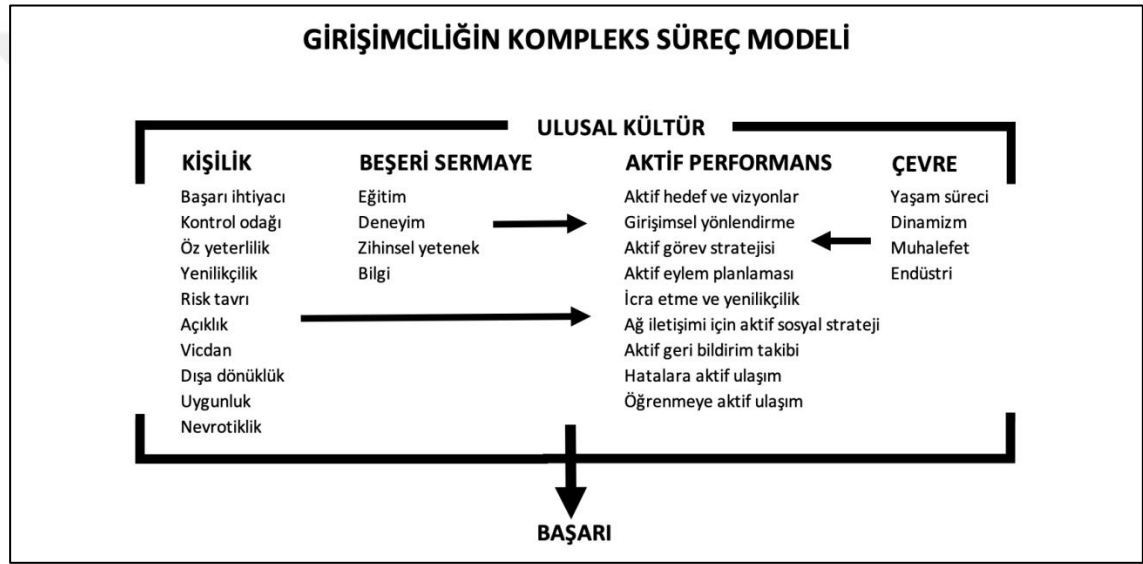 GİRİŞİMCİLİĞİN KOMPLEKS SÜREÇ MODELİ
ULUSAL KÜLTÜR
KİŞİLİK
Başarı ihtiyacı
Kontrol odağı
Öz yeterlilik
Yenilikçilik
Risk tavrı
Açıklık
Vicdan
Dışa dönüklük
Uygunluk
Nevrotiklik
BEŞERİ SERMAYE
Eğitim
Deneyim
Zihinsel yetenek
Bilgi
AKTİF PERFORMANS
Aktif hedef ve vizyonlar
Girişimsel yönlendirme
Aktif görev stratejisi
Aktif eylem planlaması
İcra etme ve yenilikçilik
Ağ iletişimi için aktif sosyal strateji
Aktif geri bildirim takibi
Hatalara aktif ulaşım
Öğrenmeye aktif ulaşım
ÇEVRE
Yaşam süreci
Dinamizm
Muhalefet
Endüstri
BAŞARI